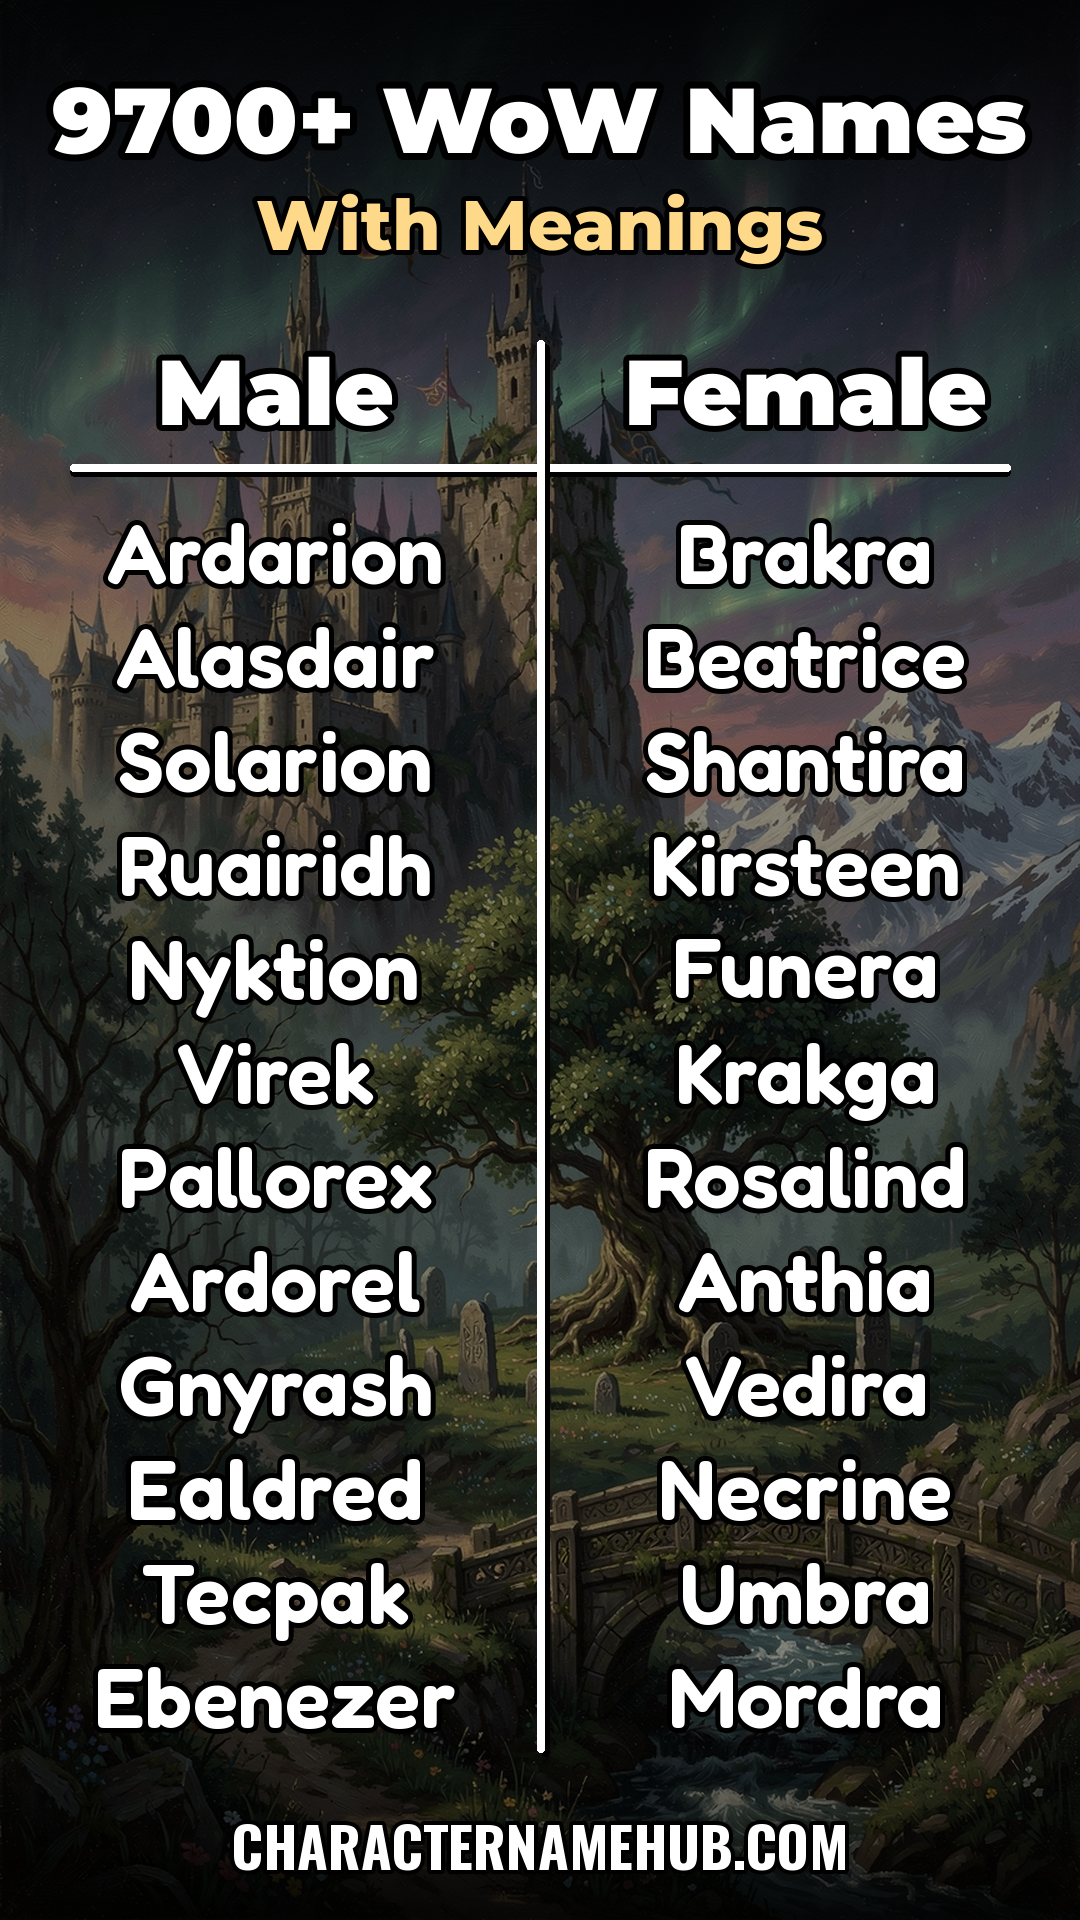 9700+ WoW Names
With Meanings
Male Female
Ardarion Brakra
Alasdair Beatrice
Solarion Shantira
Ruairidh Kirsteen
Nyktion Funera
Virek Krakga
Pallorex Rosalind
Ardorel Anthia
Gnyrash Vedira
Ealdred Necrine
Tecpak Umbra
Ebenezer Mordra
CHARACTERNAMEHUB.COM